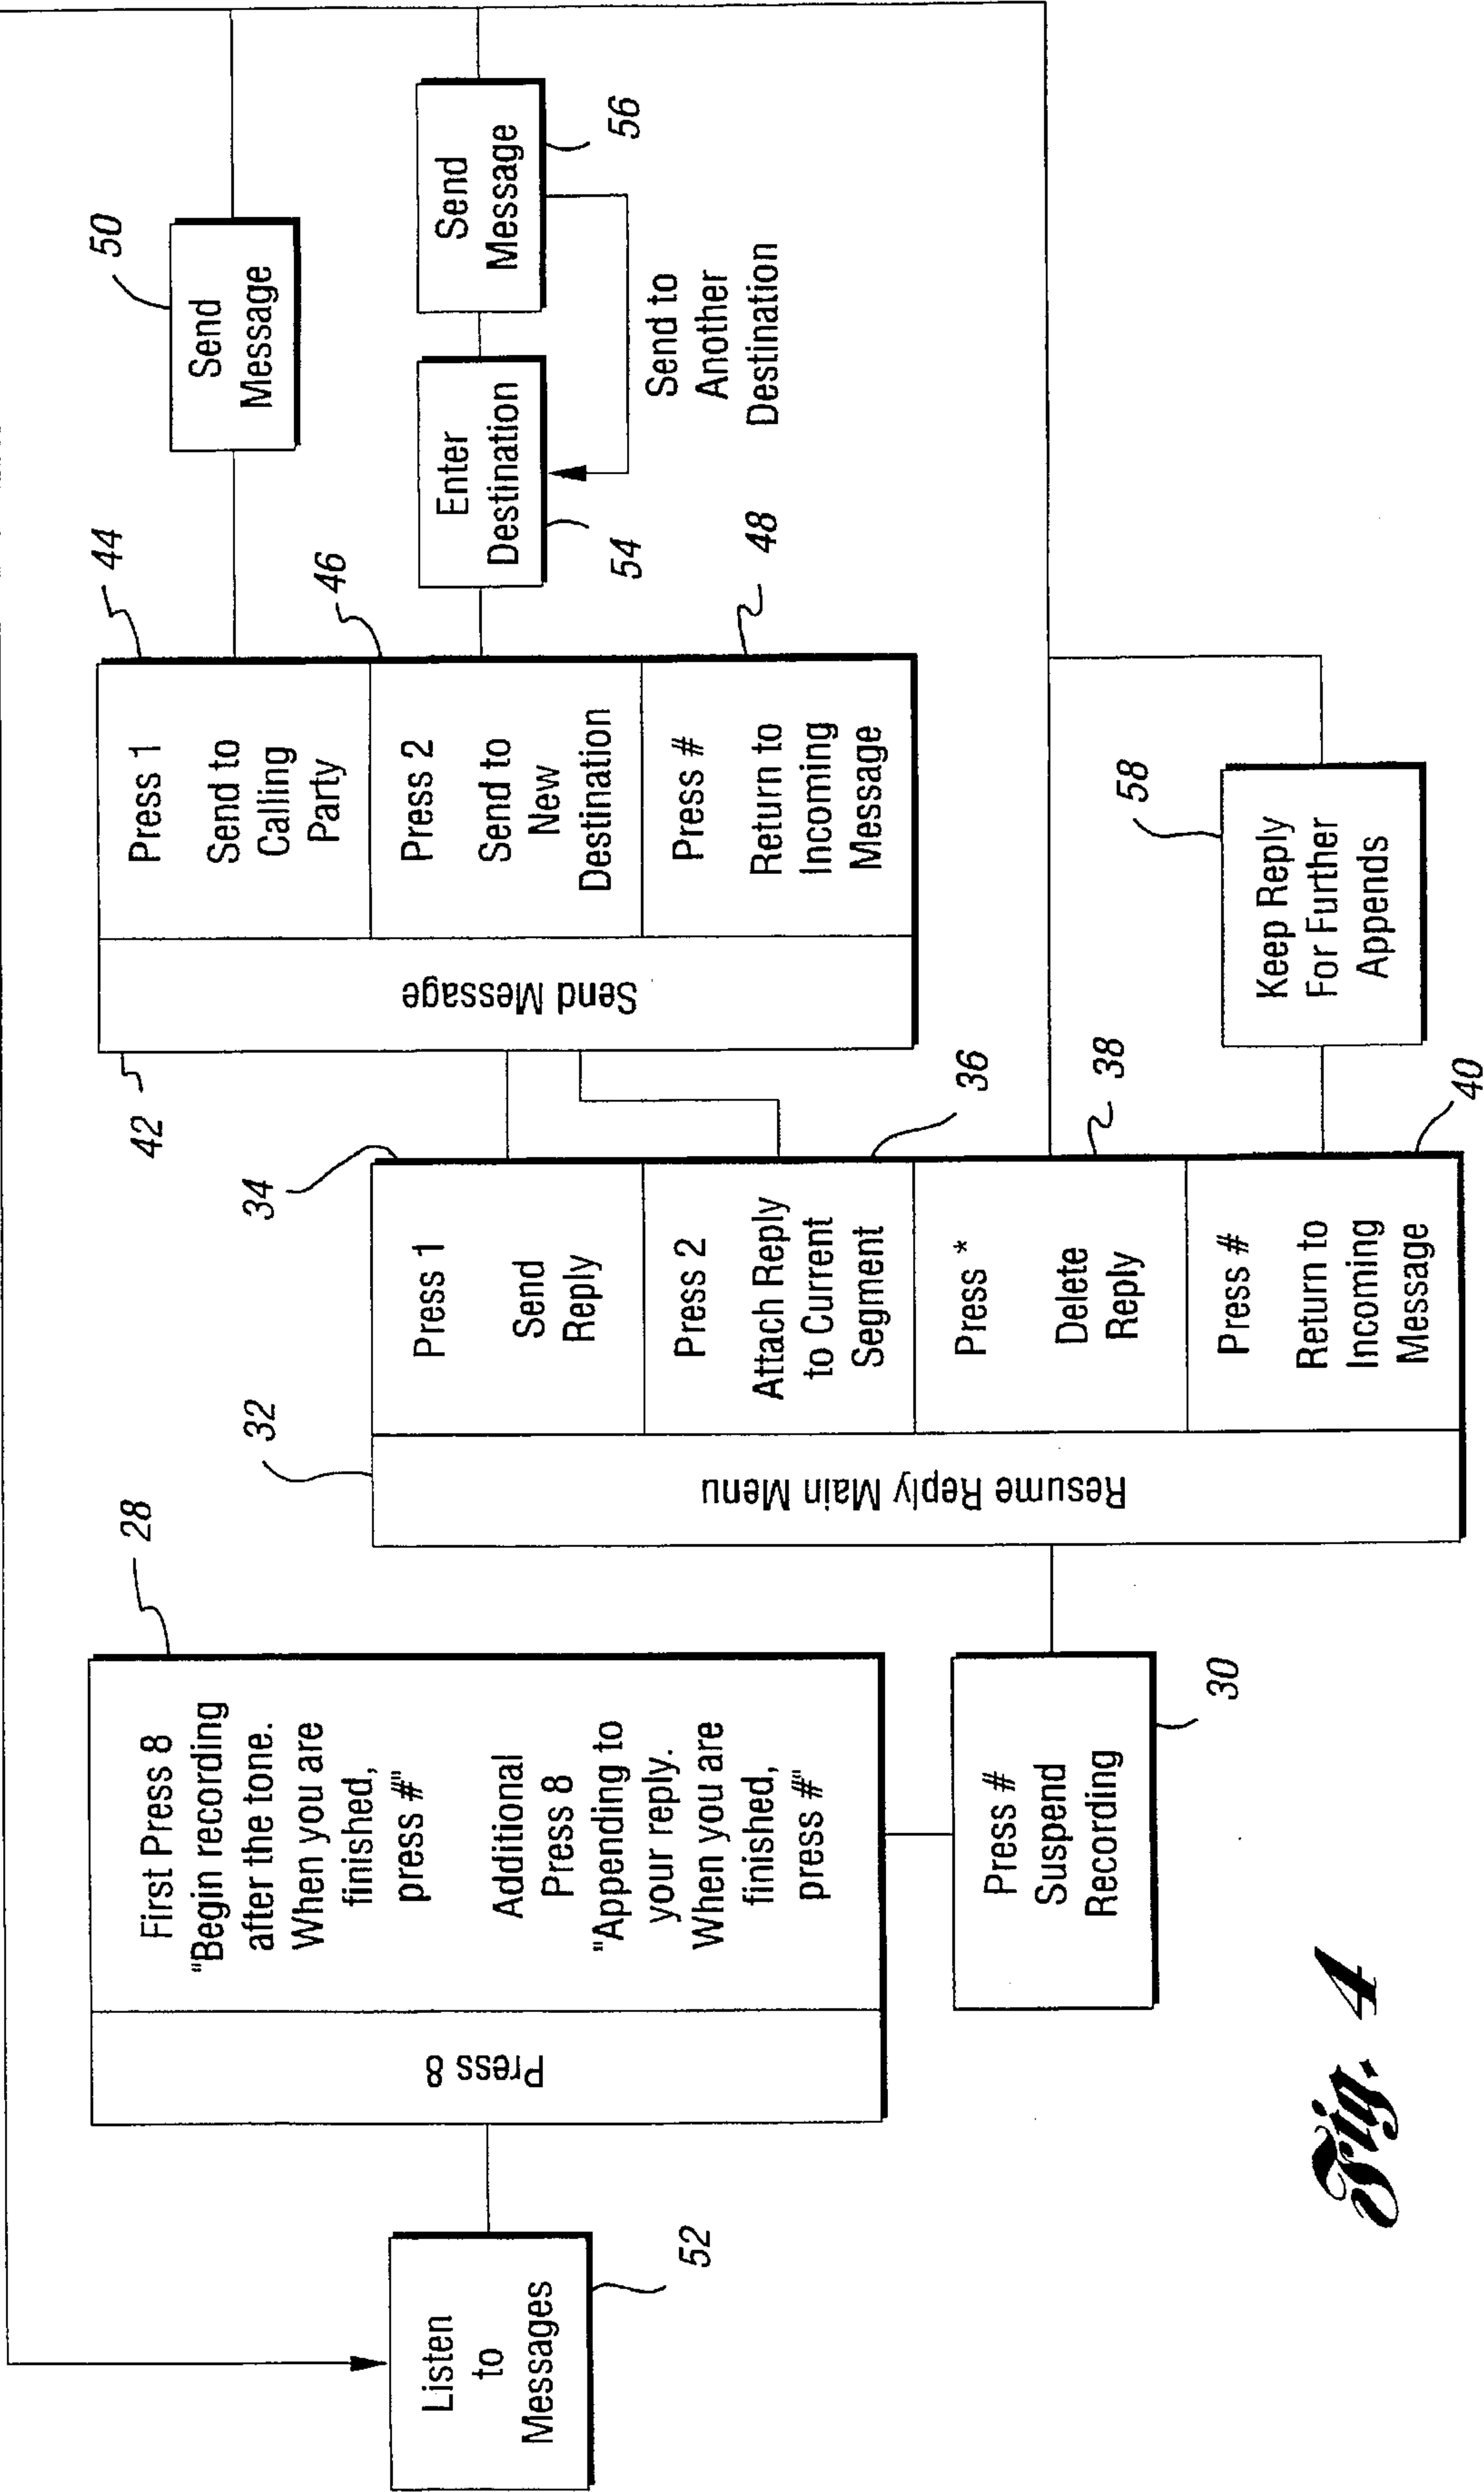 Listen
to
Messages
52
Press 8
First Press 8
"Begin recording
after the tone.
When you are
finished,
press #"
Additional
Press 8
"Appending to
your reply.
When you are
finished,
press #"
28
Press #
Suspend
Recording
30
Resume Reply Main Menu
32
Press 1
Send
Reply
34
Press 2
Attach Reply
to Current
Segment
36
Press *
Delete
Reply
38
Press #
Return to
Incoming
Message
40
Send Message
42
Press 1
Send to
Calling
Party
44
Press 2
Send to
New
Destination
46
Press #
Return to
Incoming
Message
48
Send
Message
50
Enter
Destination
54
Send
Message
56
Send to
Another
Destination
Keep Reply
For Further
Appends
58
Fig. 4